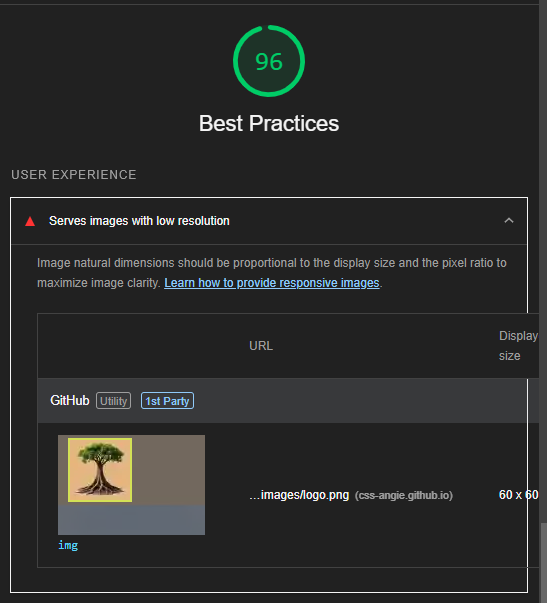 96
Best Practices
USER EXPERIENCE
Serves images with low resolution
Image natural dimensions should be proportional to the display size and the pixel ratio to
maximize image clarity. Learn how to provide responsive images.
URL
Display
size
GitHub Utility 1st Party
...images/logo.png (css-angie.github.io)
60 x 60
img